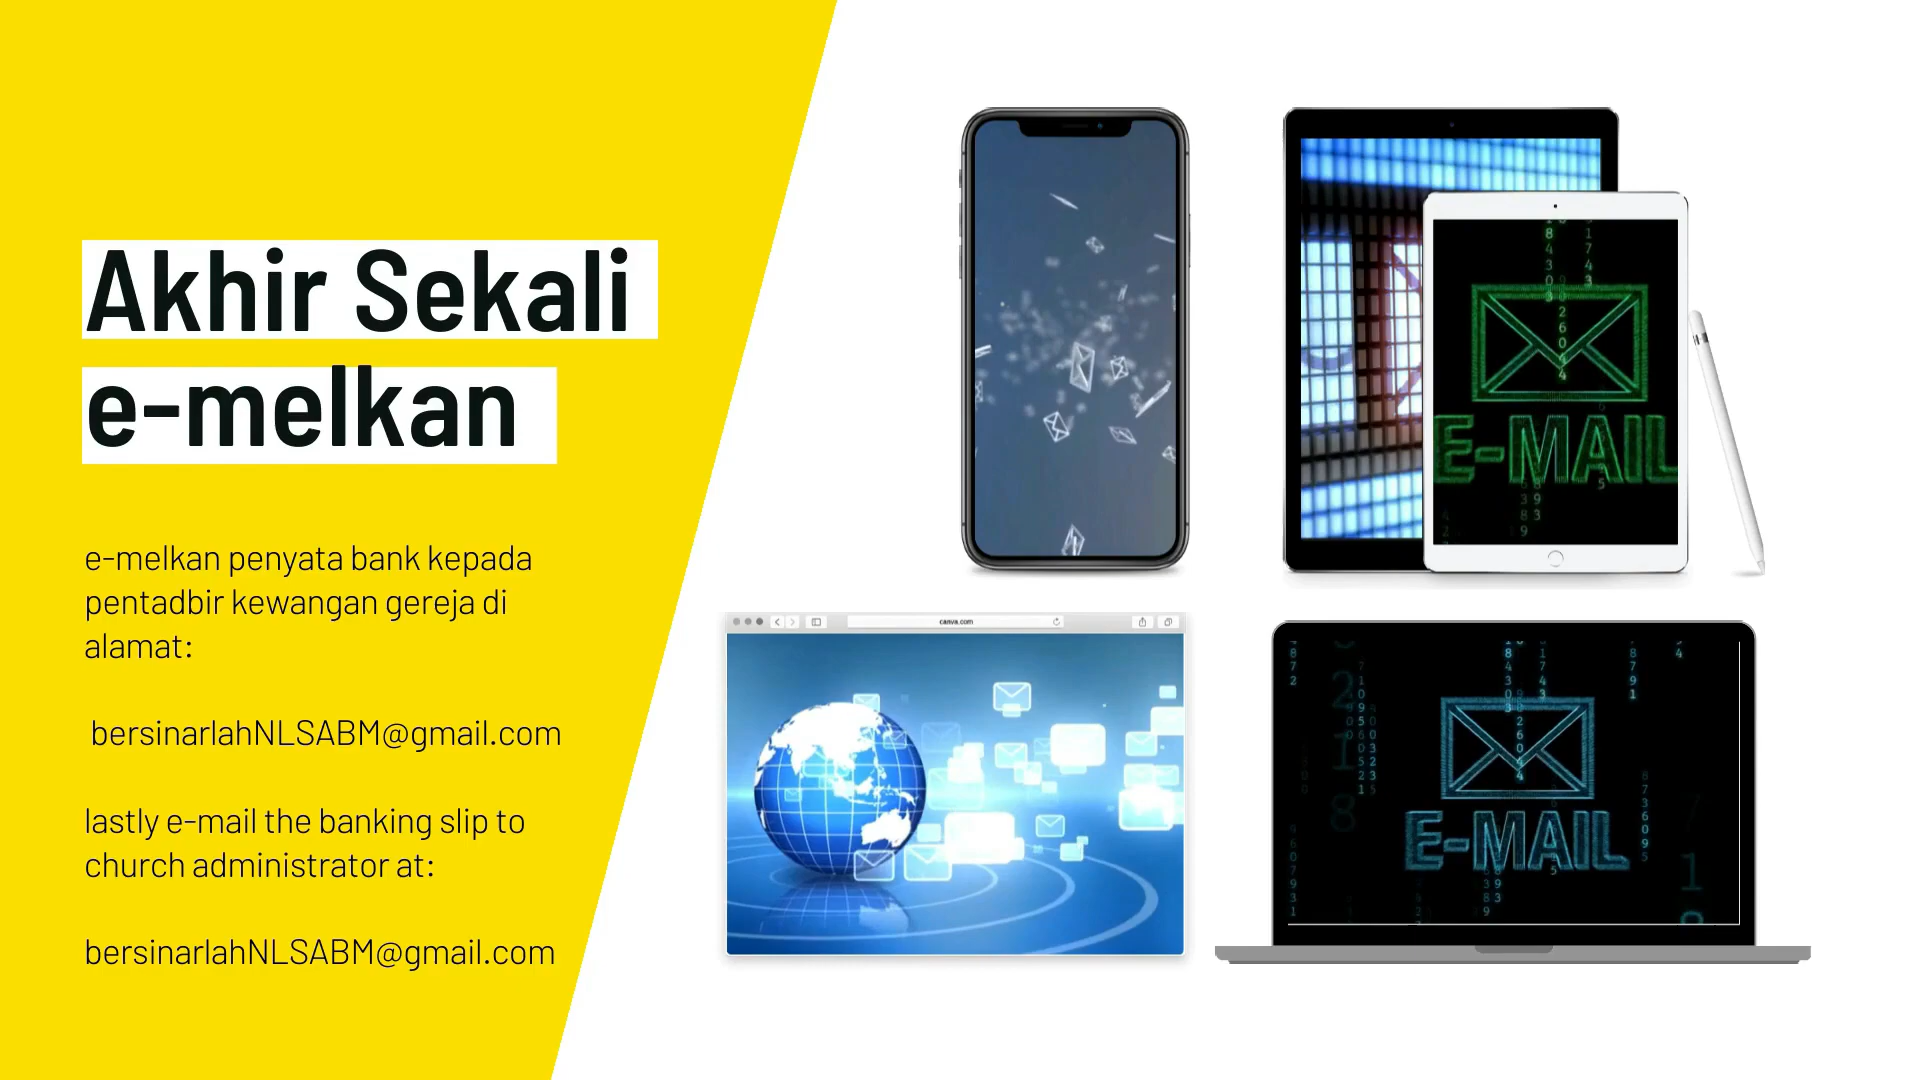 Akhir Sekali
e-melkan
e-melkan penyata bank kepada
pentadbir kewangan gereja di
alamat:
bersinarlahNLSABM@gmail.com
lastly e-mail the banking slip to
church administrator at:
bersinarlahNLSABM@gmail.com
E-MAIL
canva.com
E-MAIL